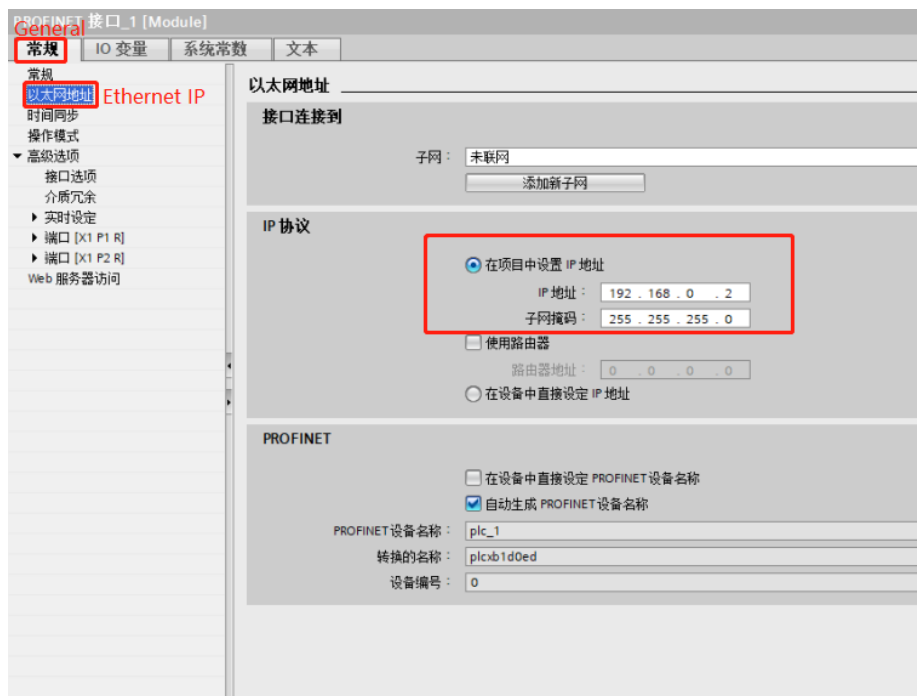 PROFINET 接口_1 [Module]
General
常规 IO 变量 系统常数 文本
常规
以太网地址 Ethernet IP
时间同步
操作模式
高级选项
接口选项
介质冗余
实时设定
端口 [X1 P1 R]
端口 [X1 P2 R]
Web 服务器访问
以太网地址
接口连接到
子网： 未联网
添加新子网
IP 协议
在项目中设置 IP 地址
IP 地址： 192 . 168 . 0 . 2
子网掩码： 255 . 255 . 255 . 0
使用路由器
路由器地址： 0 . 0 . 0 . 0
在设备中直接设定 IP 地址
PROFINET
在设备中直接设定 PROFINET 设备名称
自动生成 PROFINET 设备名称
PROFINET 设备名称： plc_1
转换的名称： plcxb1d0ed
设备编号： 0